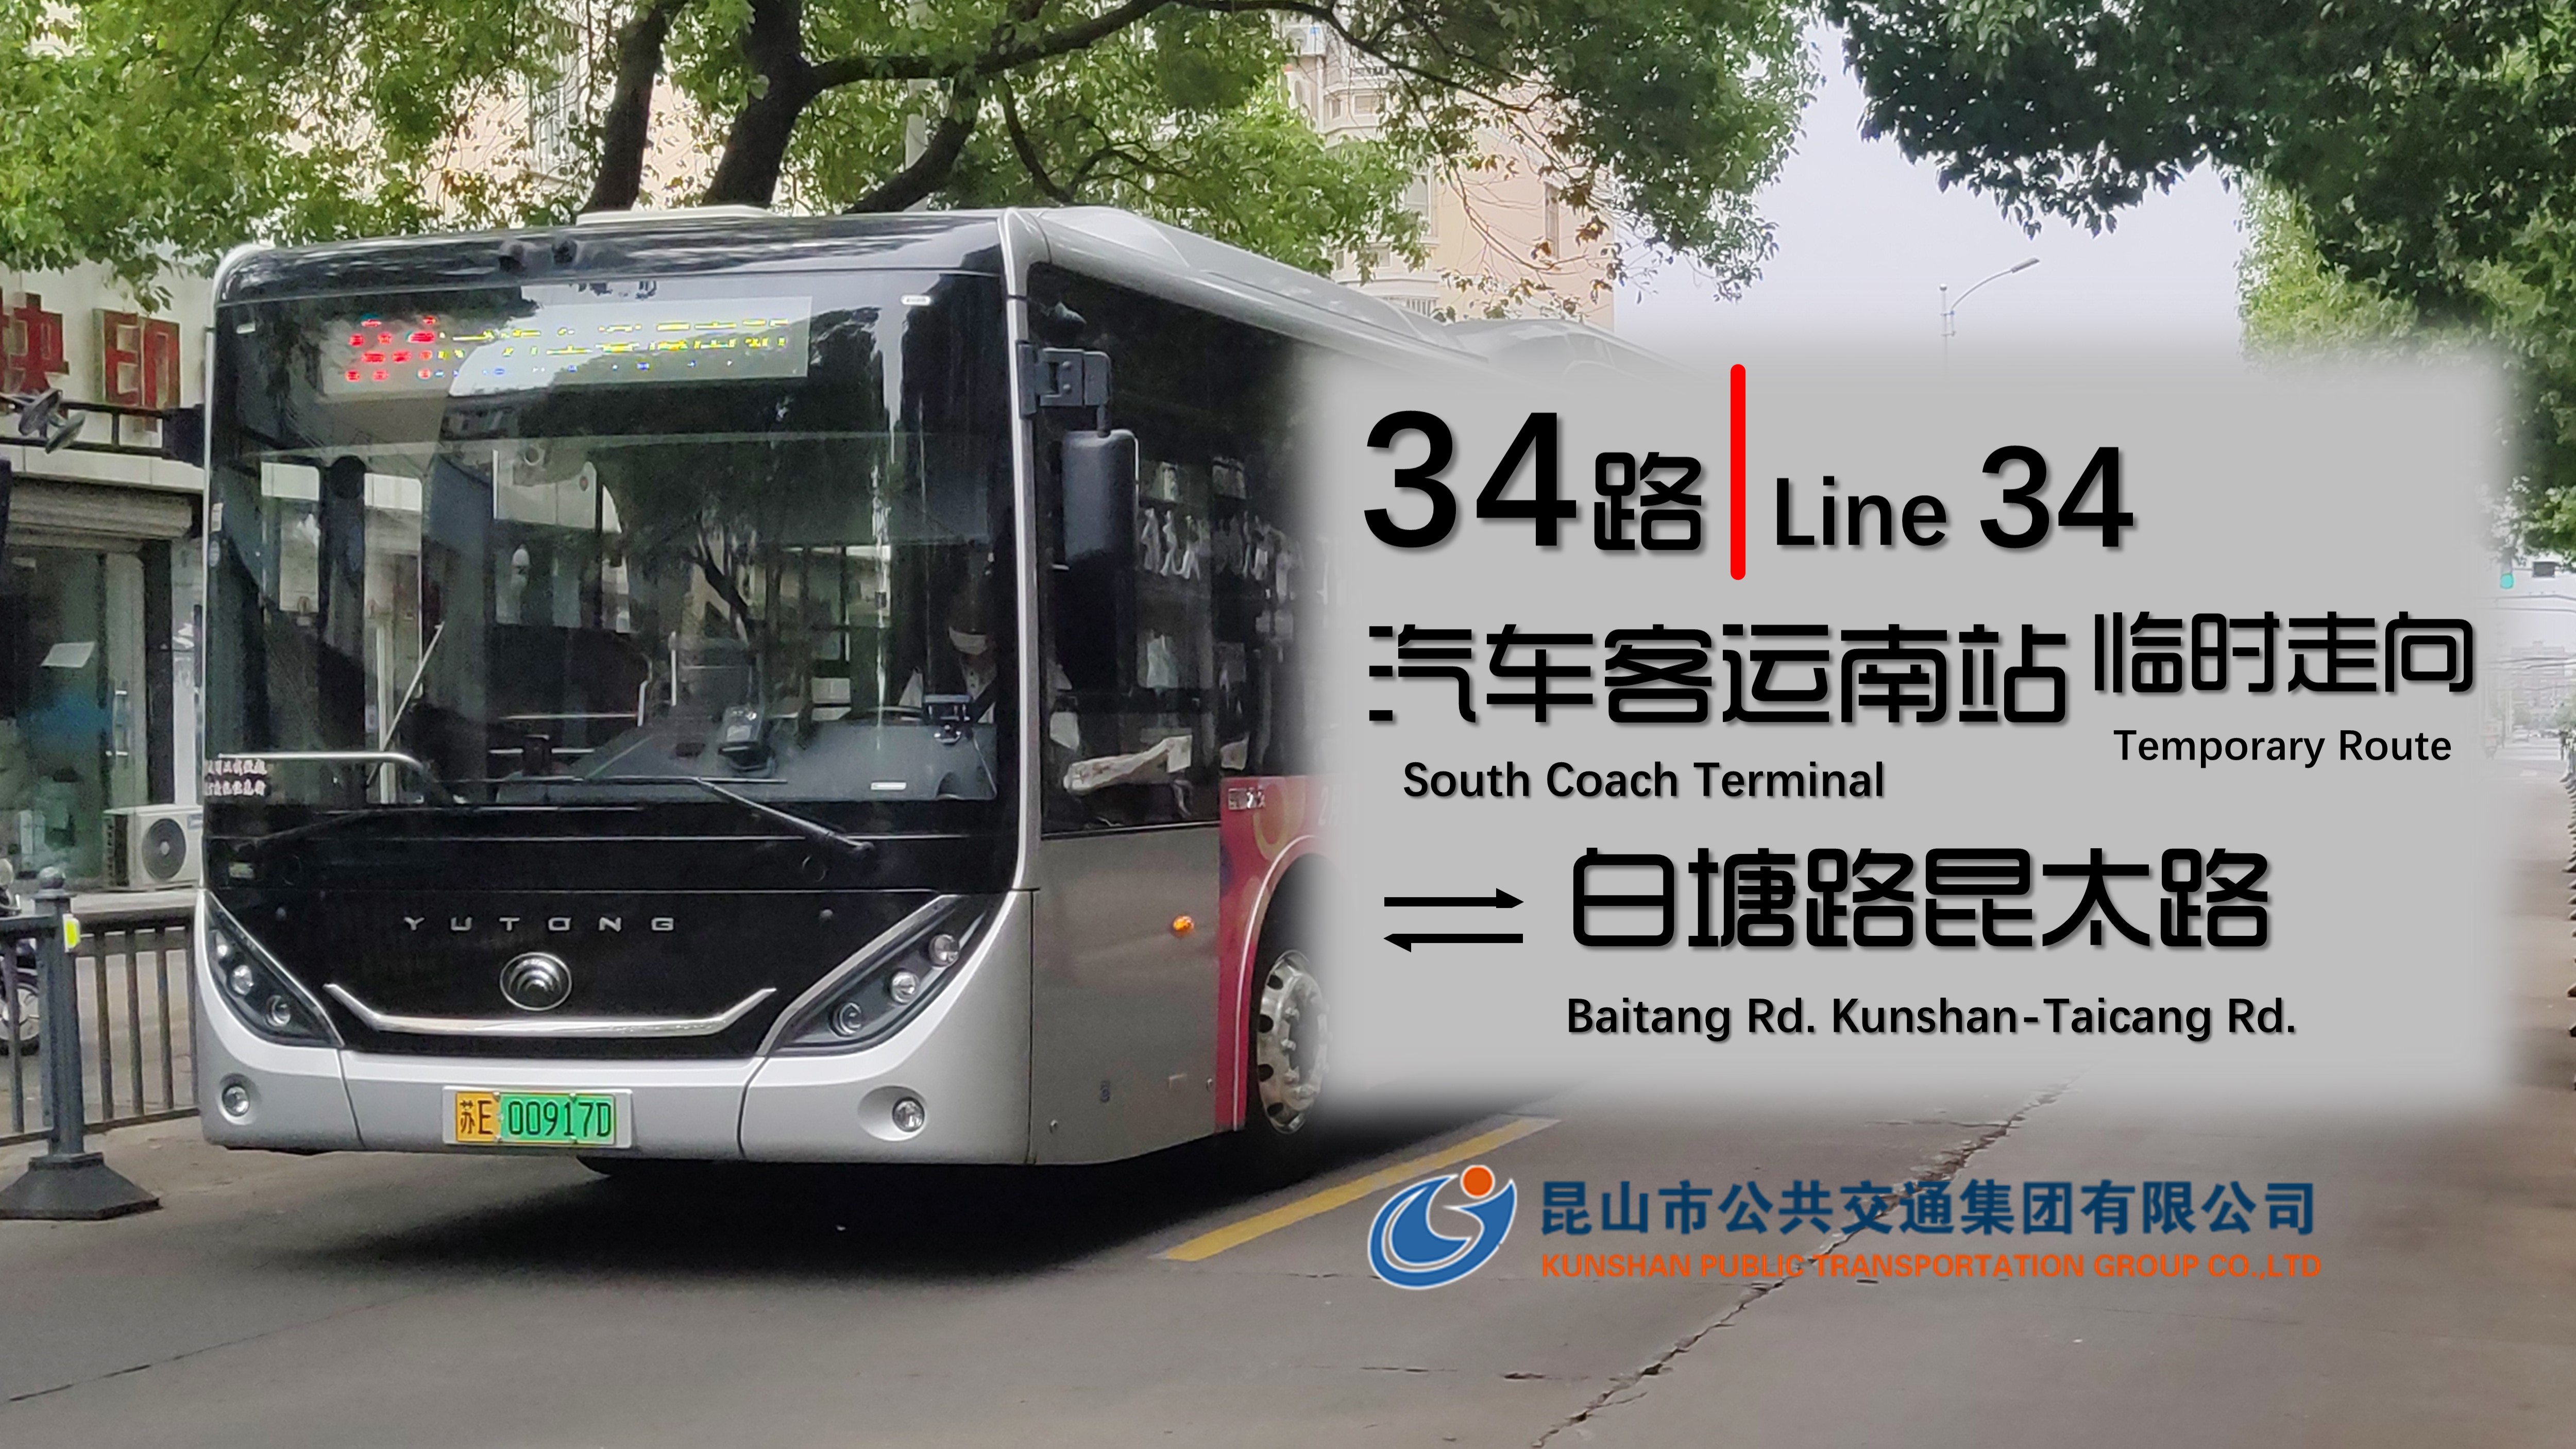 快印
YUTONG
苏E 00917D
34路 Line 34
汽车客运南站 临时走向
South Coach Terminal Temporary Route
白塘路昆太路
Baitang Rd. Kunshan-Taicang Rd.
昆山市公共交通集团有限公司
KUNSHAN PUBLIC TRANSPORTATION GROUP CO.,LTD